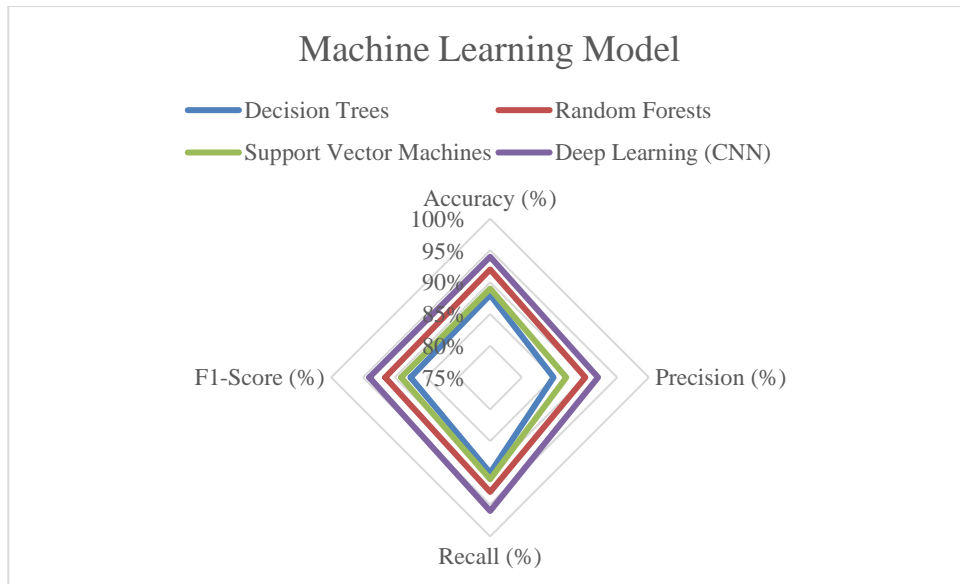 Machine Learning Model
Decision Trees
Random Forests
Support Vector Machines
Deep Learning (CNN)
Accuracy (%)
100%
95%
90%
85%
80%
75%
F1-Score (%)
Precision (%)
Recall (%)